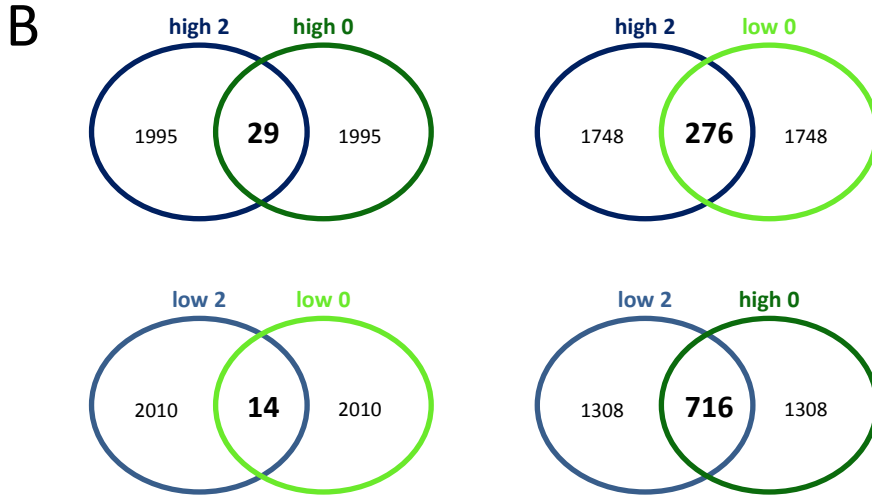 B
high 2 high 0
1995 29 1995
high 2 low 0
1748 276 1748
low 2 low 0
2010 14 2010
low 2 high 0
1308 716 1308